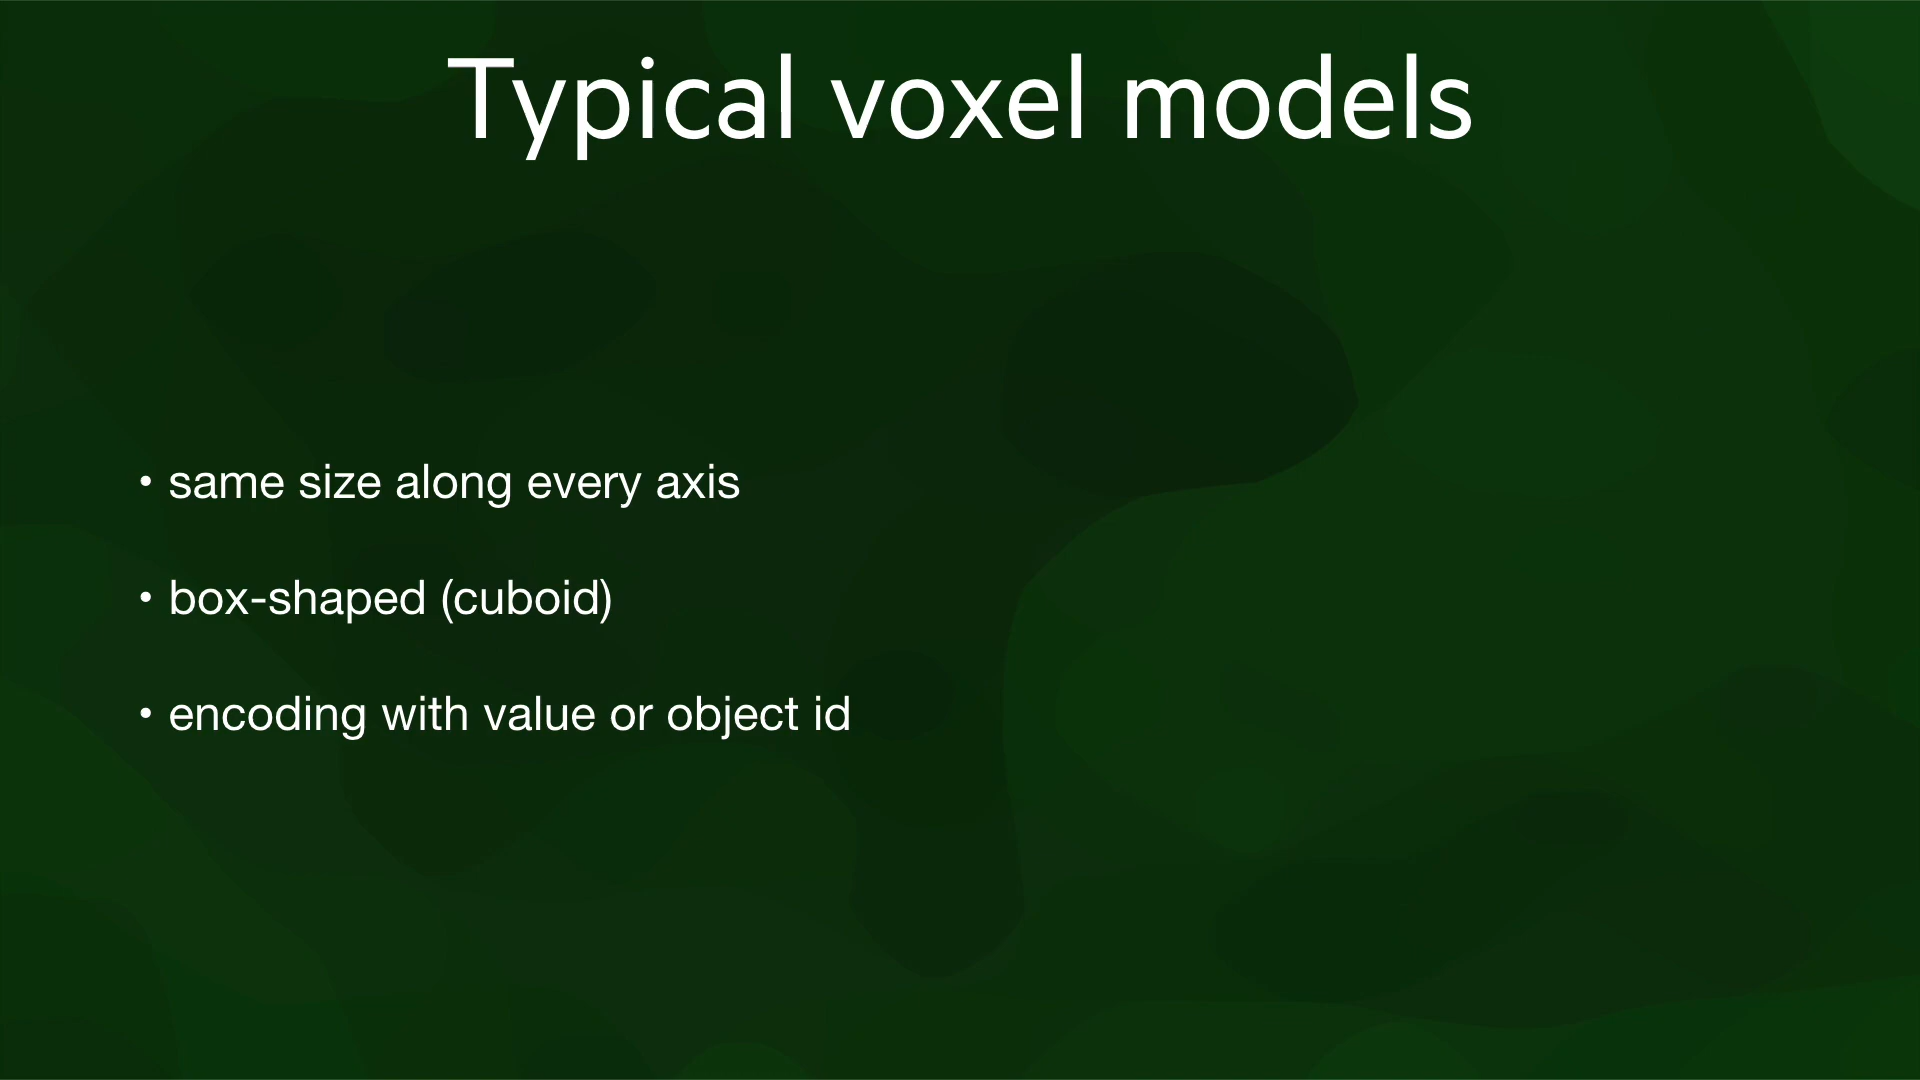 Typical voxel models
• same size along every axis
• box-shaped (cuboid)
• encoding with value or object id